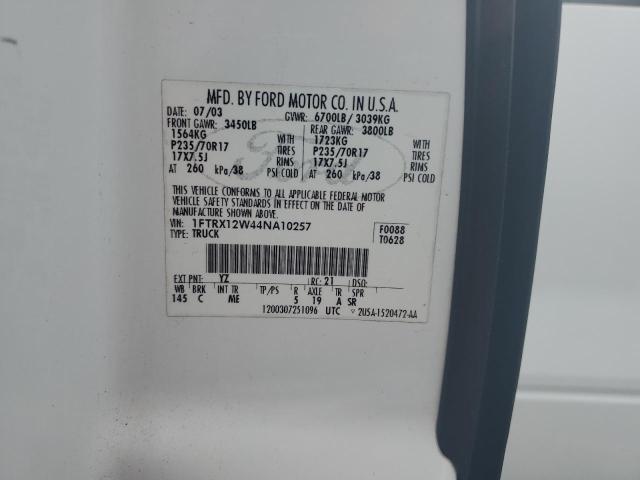 MFD. BY FORD MOTOR CO. IN U.S.A.
DATE: 07/03 GVWR: 6700LB/ 3039KG
FRONT GAWR: 3450LB REAR GAWR: 3800LB
1564KG WITH 1723KG WITH
P235/70R17 TIRES P235/70R17 TIRES
17X7.5J RIMS 17X7.5J RIMS
AT 260 kPa/38 PSI COLD AT 260 kPa/38 PSI COLD
THIS VEHICLE CONFORMS TO ALL APPLICABLE FEDERAL MOTOR
VEHICLE SAFETY STANDARDS IN EFFECT ON THE DATE OF
MANUFACTURE SHOWN ABOVE.
VIN: 1FTRX12W44NA10257 F0088
TYPE: TRUCK T0628
EXT PNT: YZ RC: 21 DSO:
WB BRK INT TR TP/PS R AXLE TR SPR
145 C ME 5 19 A SR
1200307251096 UTC 2U5A-1520472-AA
Ford